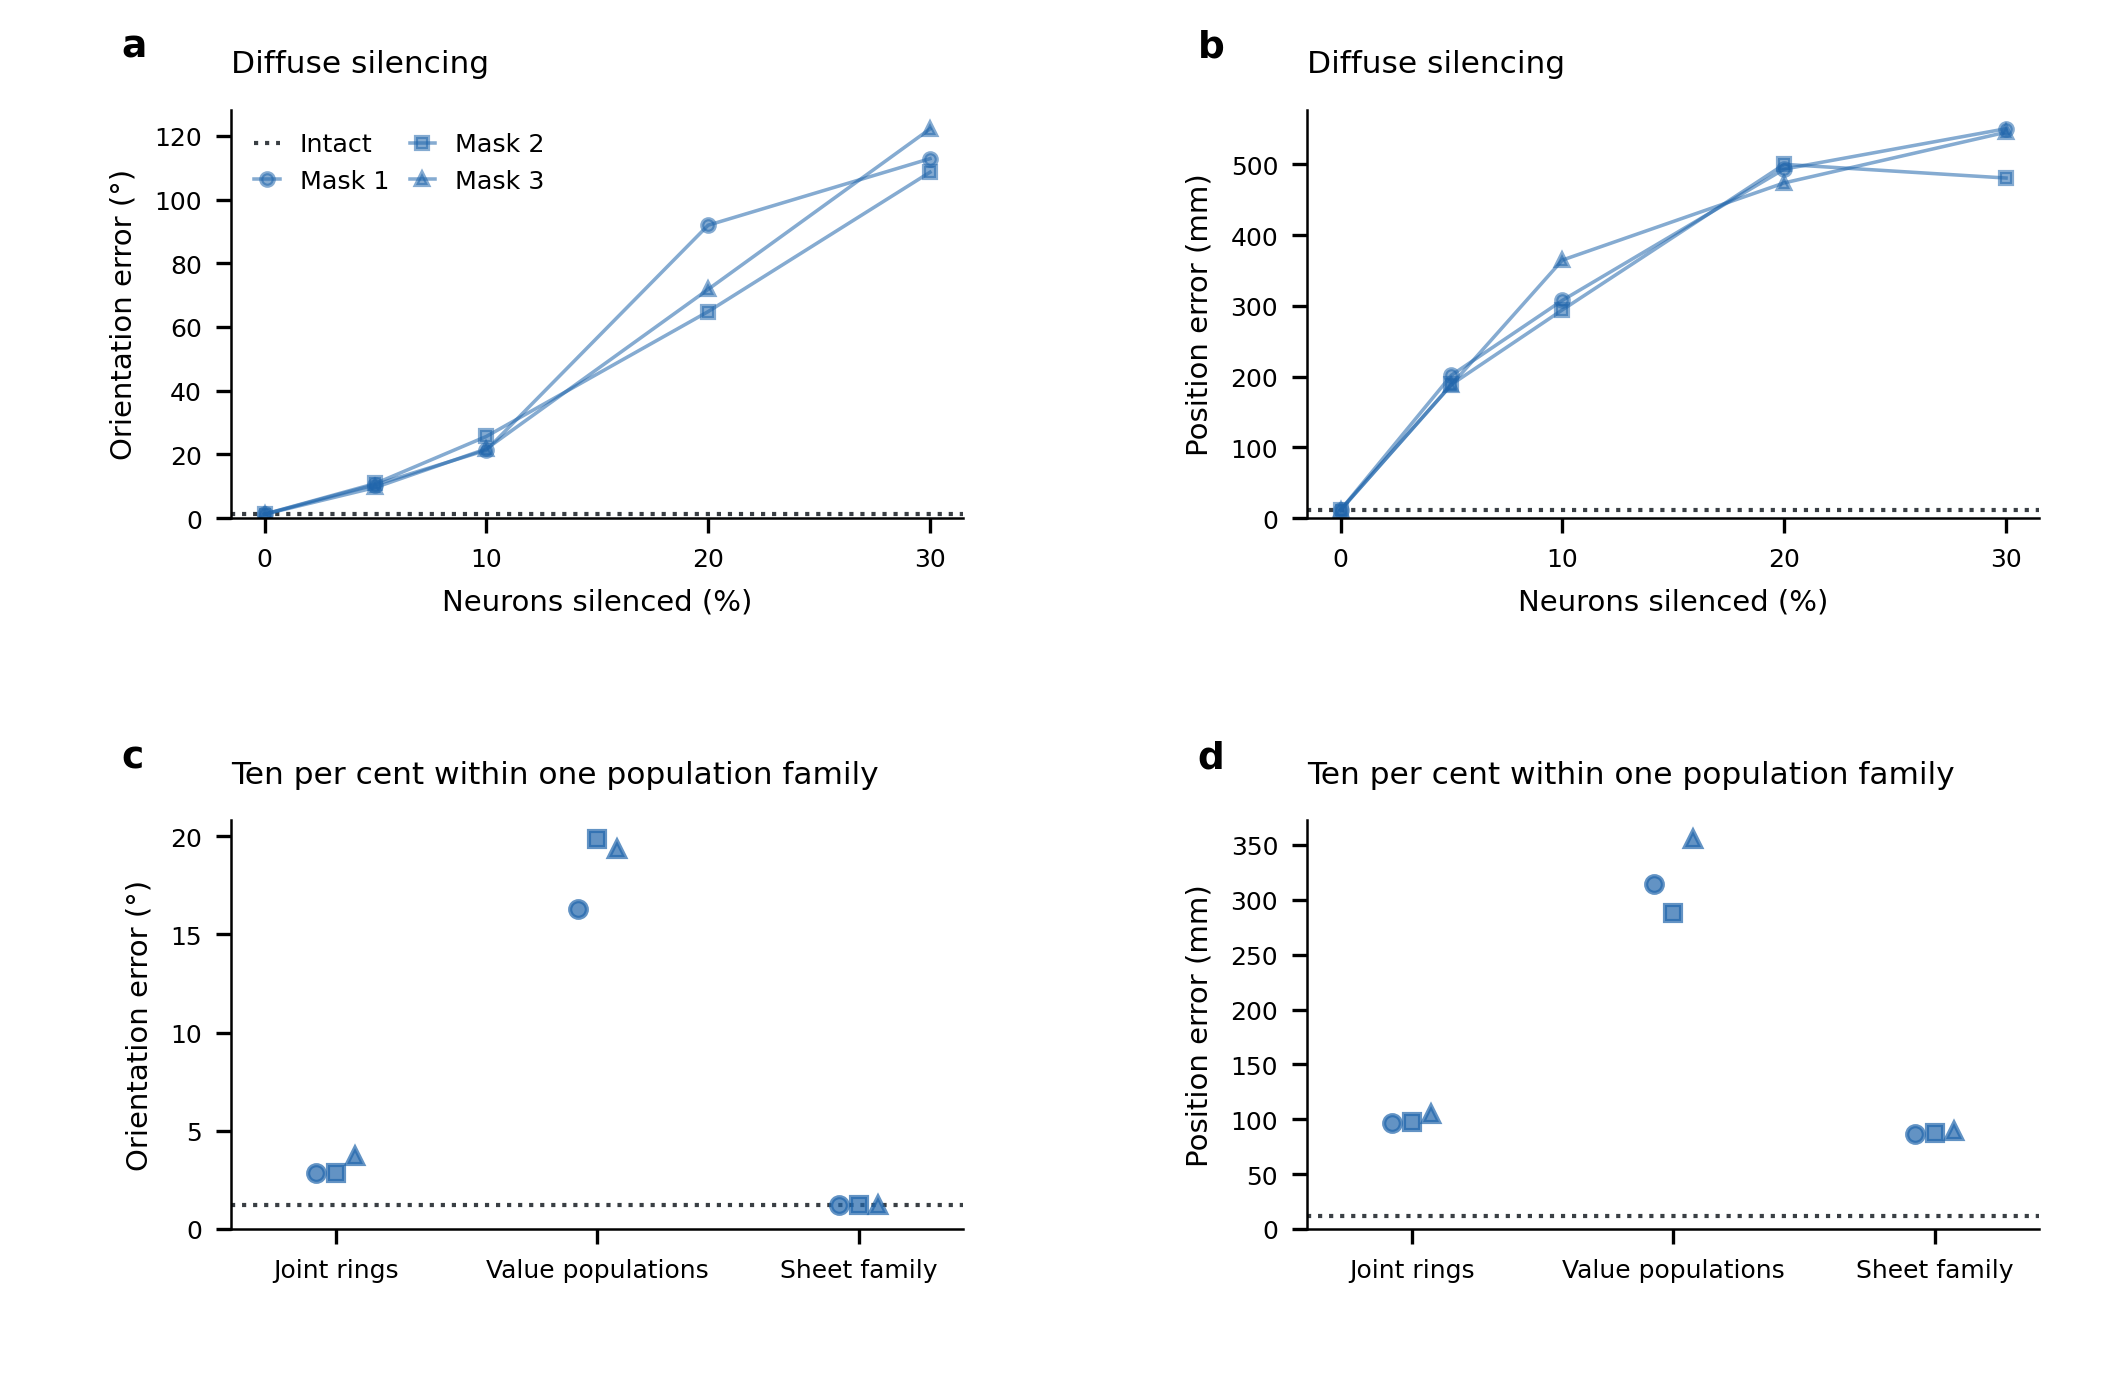 a
Diffuse silencing
Orientation error (°)
120
100
80
60
40
20
0
Intact
Mask 1
Mask 2
Mask 3
0 10 20 30
Neurons silenced (%)
b
Diffuse silencing
Position error (mm)
500
400
300
200
100
0
0 10 20 30
Neurons silenced (%)
c
Ten per cent within one population family
Orientation error (°)
20
15
10
5
0
Joint rings Value populations Sheet family
d
Ten per cent within one population family
Position error (mm)
350
300
250
200
150
100
50
0
Joint rings Value populations Sheet family